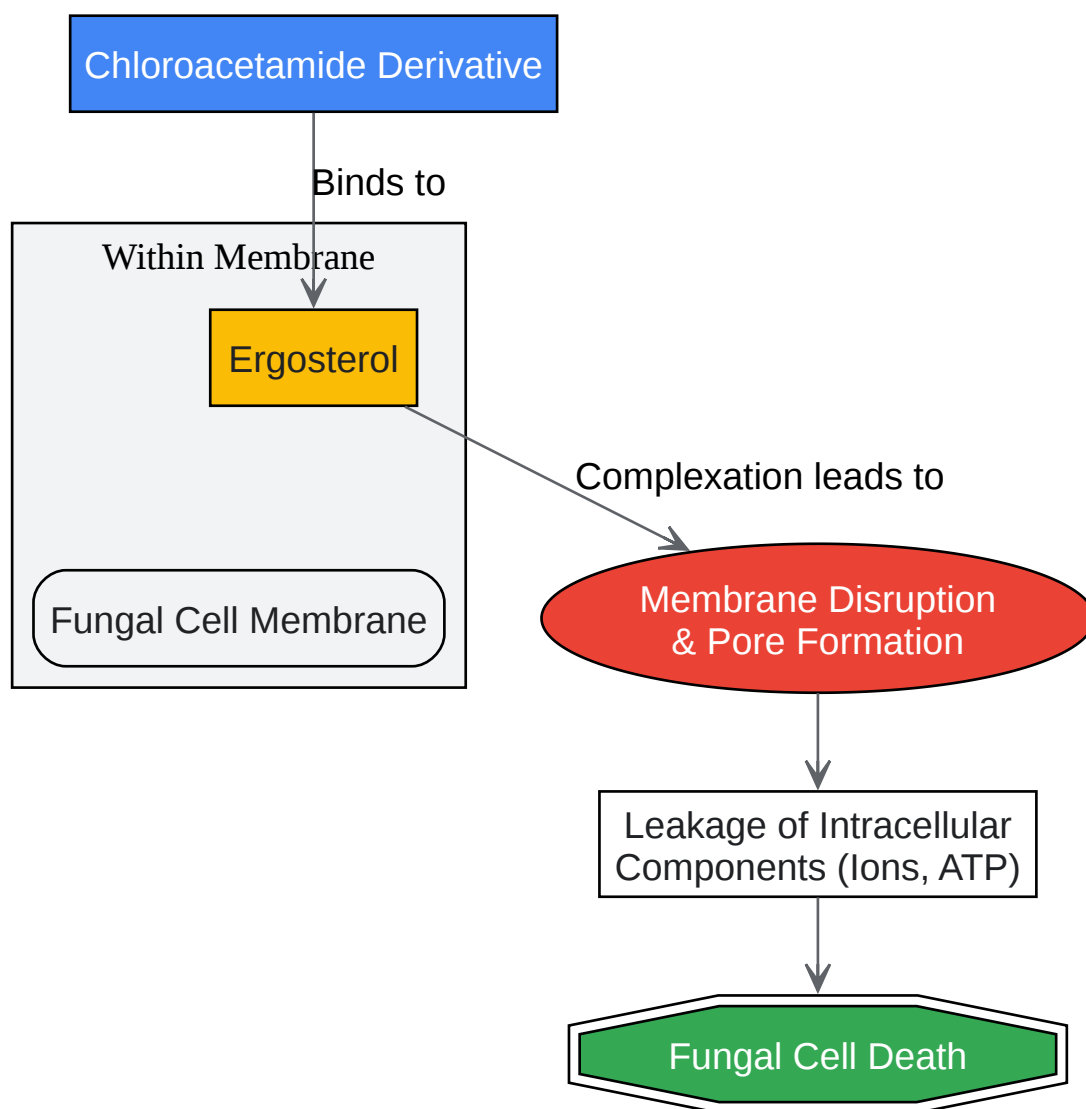 Chloroacetamide Derivative
Binds to
Within Membrane
Ergosterol
Complexation leads to
Fungal Cell Membrane
Membrane Disruption
& Pore Formation
Leakage of Intracellular
Components (Ions, ATP)
Fungal Cell Death